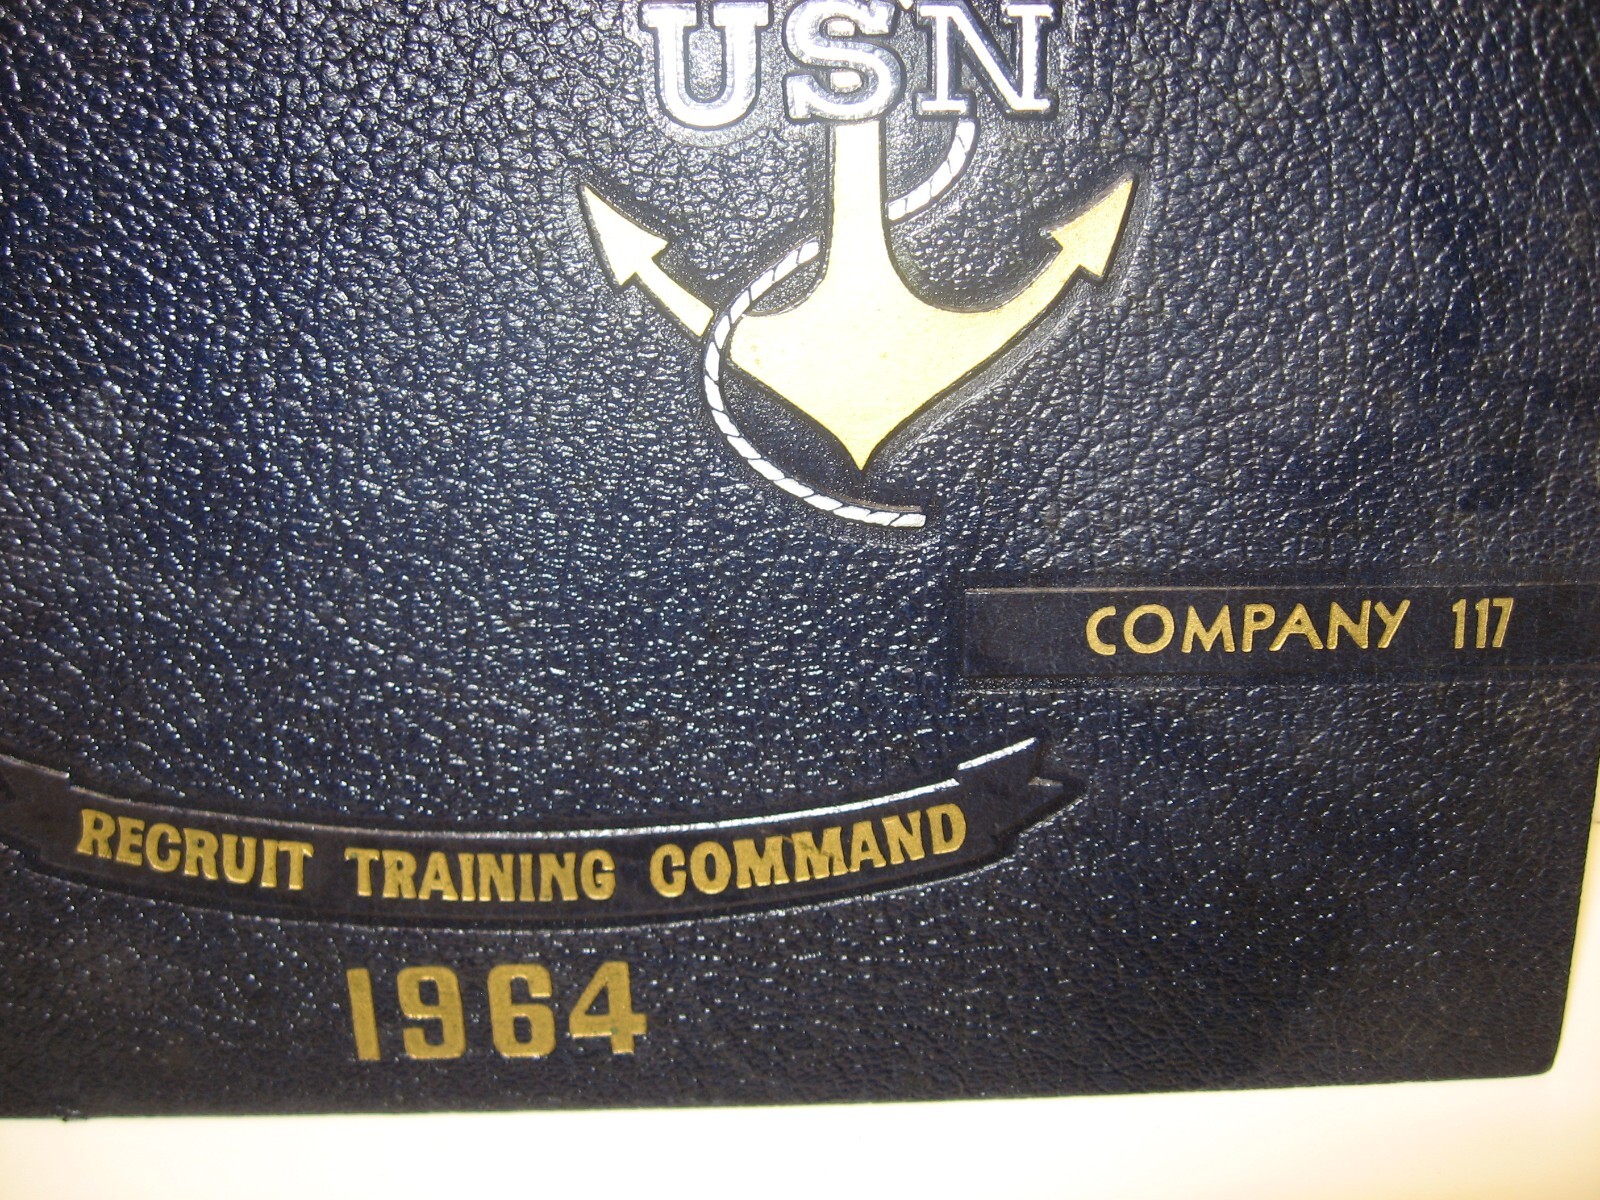 USN
COMPANY 117
RECRUIT TRAINING COMMAND
1964